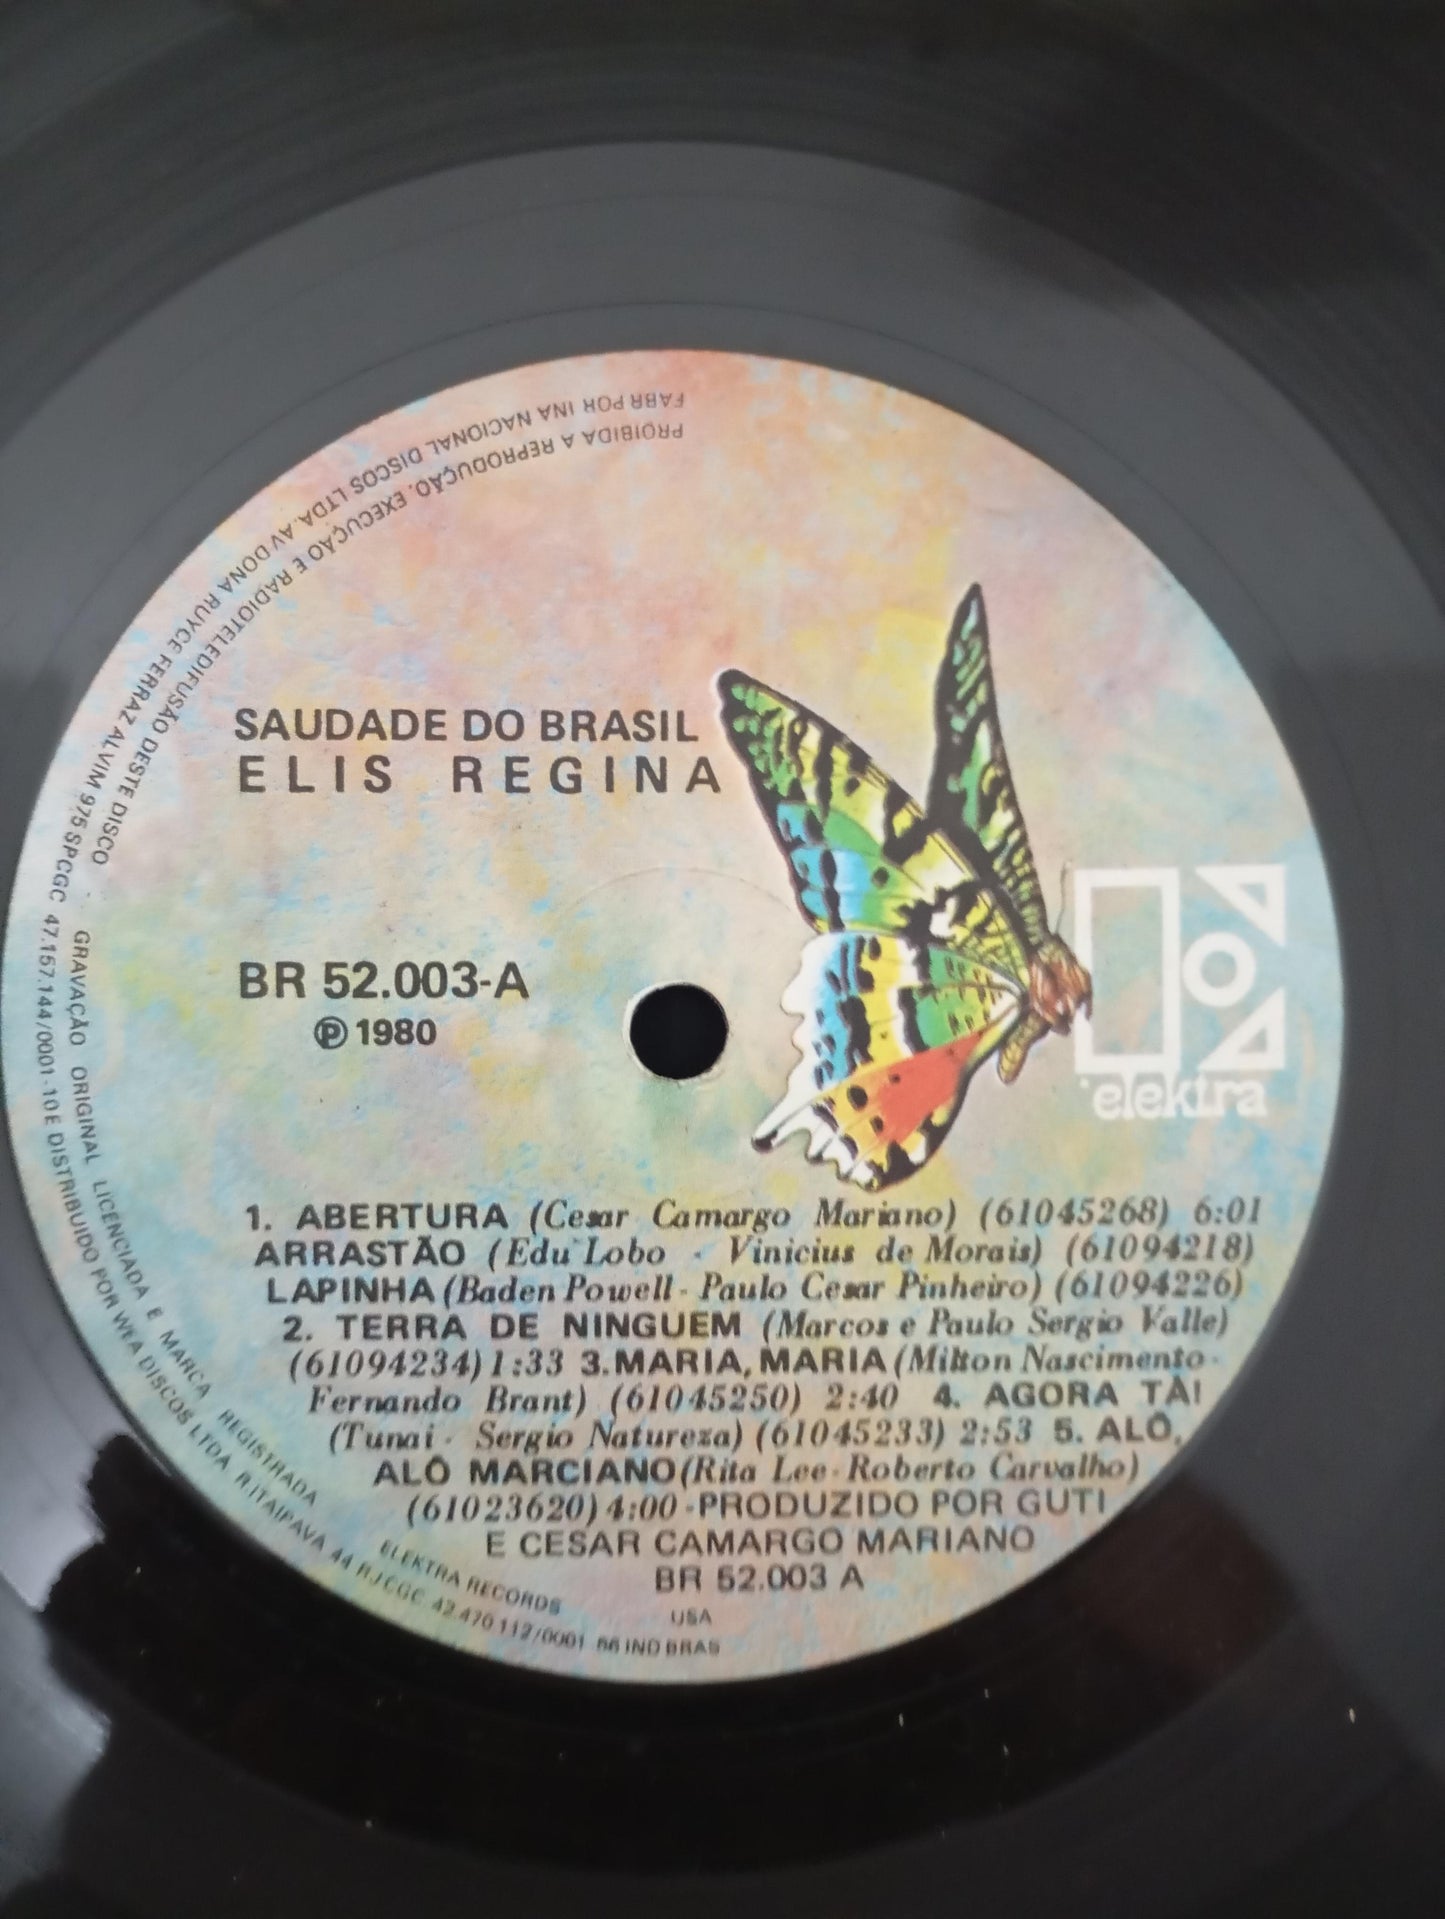 SAUDADE DO BRASIL
ELIS REGINA
BR 52.003-A
Ⓟ 1980
elektra
1. ABERTURA (Cesar Camargo Mariano) (61045268) 6:01
ARRASTÃO (Edu Lobo - Vinicius de Morais) (61094218)
LAPINHA (Baden Powell - Paulo Cesar Pinheiro) (61094226)
2. TERRA DE NINGUEM (Marcos e Paulo Sergio Valle)
(61094234) 1:33 3. MARIA, MARIA (Milton Nascimento -
Fernando Brant) (61045250) 2:40 4. AGORA TÁ!
(Tunai - Sergio Natureza) (61045233) 2:53 5. ALÔ,
ALÔ MARCIANO (Rita Lee - Roberto Carvalho)
(61023620) 4:00 - PRODUZIDO POR GUTI
E CESAR CAMARGO MARIANO
BR 52.003 A
FABR POR INA NACIONAL DISCOS LTDA. AV DONA RUYCE FERRAZ ALVIM 975 SPCGC 47.157.144/0001-10 E DISTRIBUIDO POR WEA DISCOS LTDA R.ITAIPAVA 44 RJ CGC 42.470 112/0001 IND BRAS
PROIBIDA A REPRODUÇÃO, EXECUÇÃO E RADIOTELEDIFUSÃO DESTE DISCO - GRAVAÇÃO ORIGINAL LICENCIADA E MARCA REGISTRADA ELEKTRA RECORDS USA